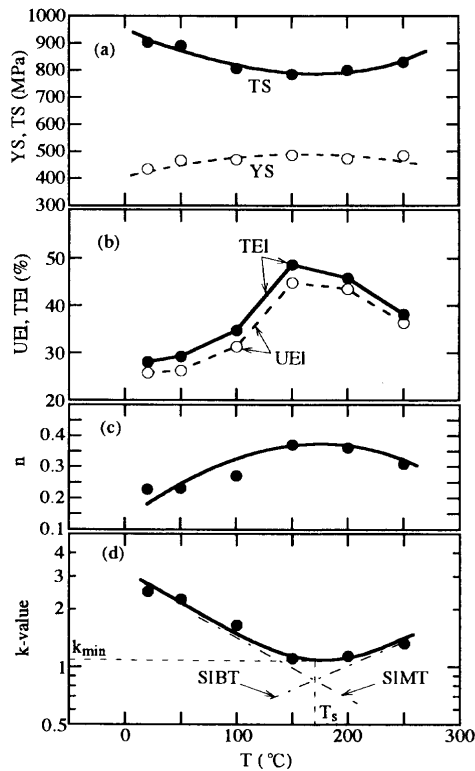 1000
900
800
700
600
500
400
300
YS, TS (MPa)
(a)
TS
YS
50
40
30
20
UEl, TEl (%)
(b)
TEl
UEl
0.4
0.3
0.2
0.1
n
(c)
4
3
2
1
0.5
k-value
(d)
kmin
SIBT
SIMT
Ts
0
100
200
300
T (°C)